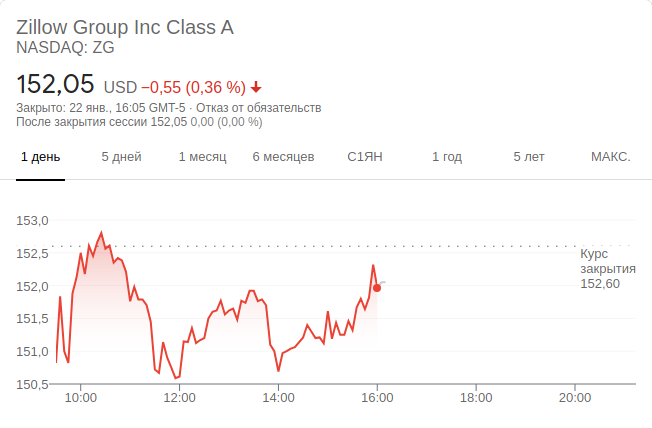 Zillow Group Inc Class A
NASDAQ: ZG
152,05 USD −0,55 (0,36 %)
Закрыто: 22 янв., 16:05 GMT-5 · Отказ от обязательств
После закрытия сессии 152,05 0,00 (0,00 %)
1 день 5 дней 1 месяц 6 месяцев С1ЯН 1 год 5 лет МАКС.
153,0
152,5
152,0
151,5
151,0
150,5
Курс
закрытия
152,60
10:00 12:00 14:00 16:00 18:00 20:00